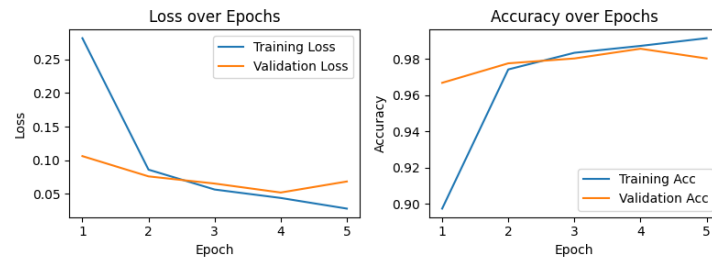 Loss over Epochs
Training Loss
Validation Loss
0.25
0.20
0.15
0.10
0.05
Loss
1 2 3 4 5
Epoch
Accuracy over Epochs
0.98
0.96
0.94
0.92
0.90
Accuracy
Training Acc
Validation Acc
1 2 3 4 5
Epoch